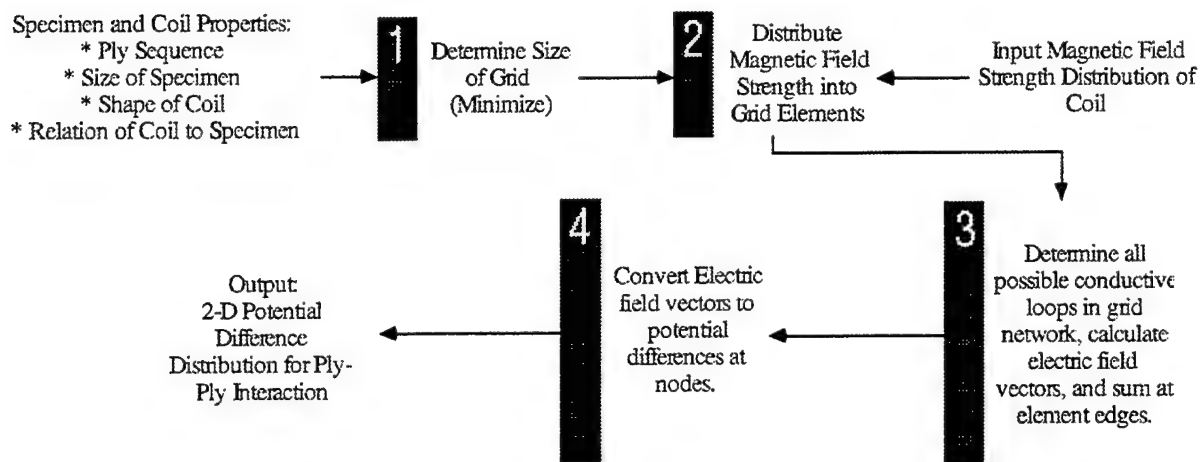 Specimen and Coil Properties:
* Ply Sequence
* Size of Specimen
* Shape of Coil
* Relation of Coil to Specimen
1
Determine Size
of Grid
(Minimize)
2
Distribute
Magnetic Field
Strength into
Grid Elements
Input Magnetic Field
Strength Distribution of
Coil
3
Determine all
possible conductive
loops in grid
network, calculate
electric field
vectors, and sum at
element edges.
4
Convert Electric
field vectors to
potential
differences at
nodes.
Output:
2-D Potential
Difference
Distribution for Ply-
Ply Interaction